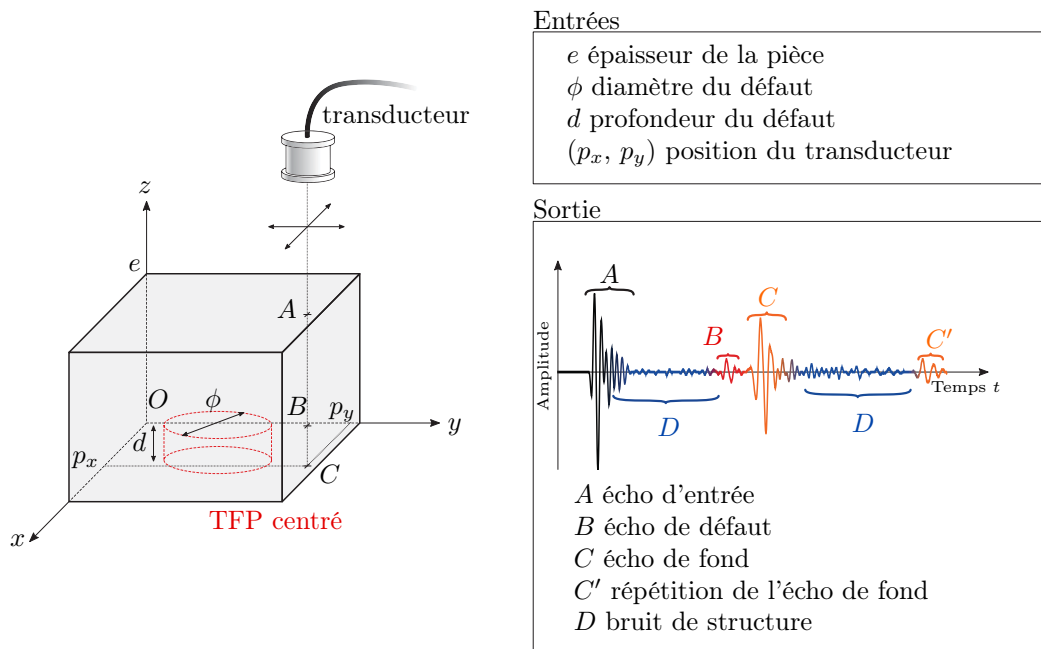 transducteur
z
e
A
O
ϕ
B
p_y
y
d
p_x
C
TFP centré
x
Entrées
e épaisseur de la pièce
ϕ diamètre du défaut
d profondeur du défaut
(p_x, p_y) position du transducteur
Sortie
Amplitude
A
B
C
C′
D
D
Temps t
A écho d'entrée
B écho de défaut
C écho de fond
C′ répétition de l'écho de fond
D bruit de structure